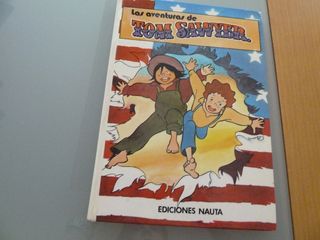 Las aventuras de
TOM SAWYER
EDICIONES NAUTA